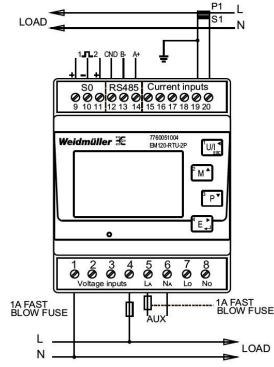 P1
L
S1
LOAD
N
1 2 CND B- A+
+ - +
S0 RS485 Current inputs
9 10 11 12 13 14 15 16 17 18 19 20
Weidmüller
7760051004
EM120-RTU-2P
U/I
ESC
M
P
E
1 2 3 4 5 6 7 8
Voltage inputs LA NA Lo No
1A FAST
BLOW FUSE
AUX
1A FAST
BLOW FUSE
L
LOAD
N